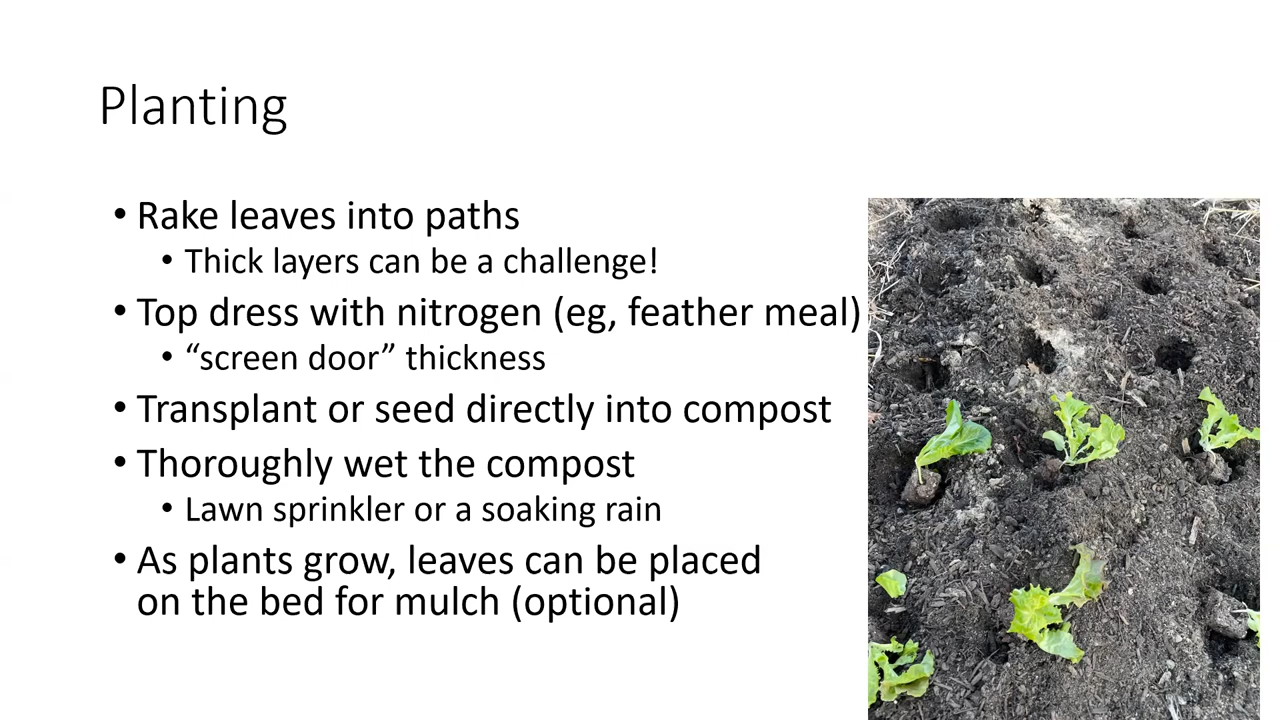 Planting
• Rake leaves into paths
• Thick layers can be a challenge!
• Top dress with nitrogen (eg, feather meal)
• “screen door” thickness
• Transplant or seed directly into compost
• Thoroughly wet the compost
• Lawn sprinkler or a soaking rain
• As plants grow, leaves can be placed
on the bed for mulch (optional)